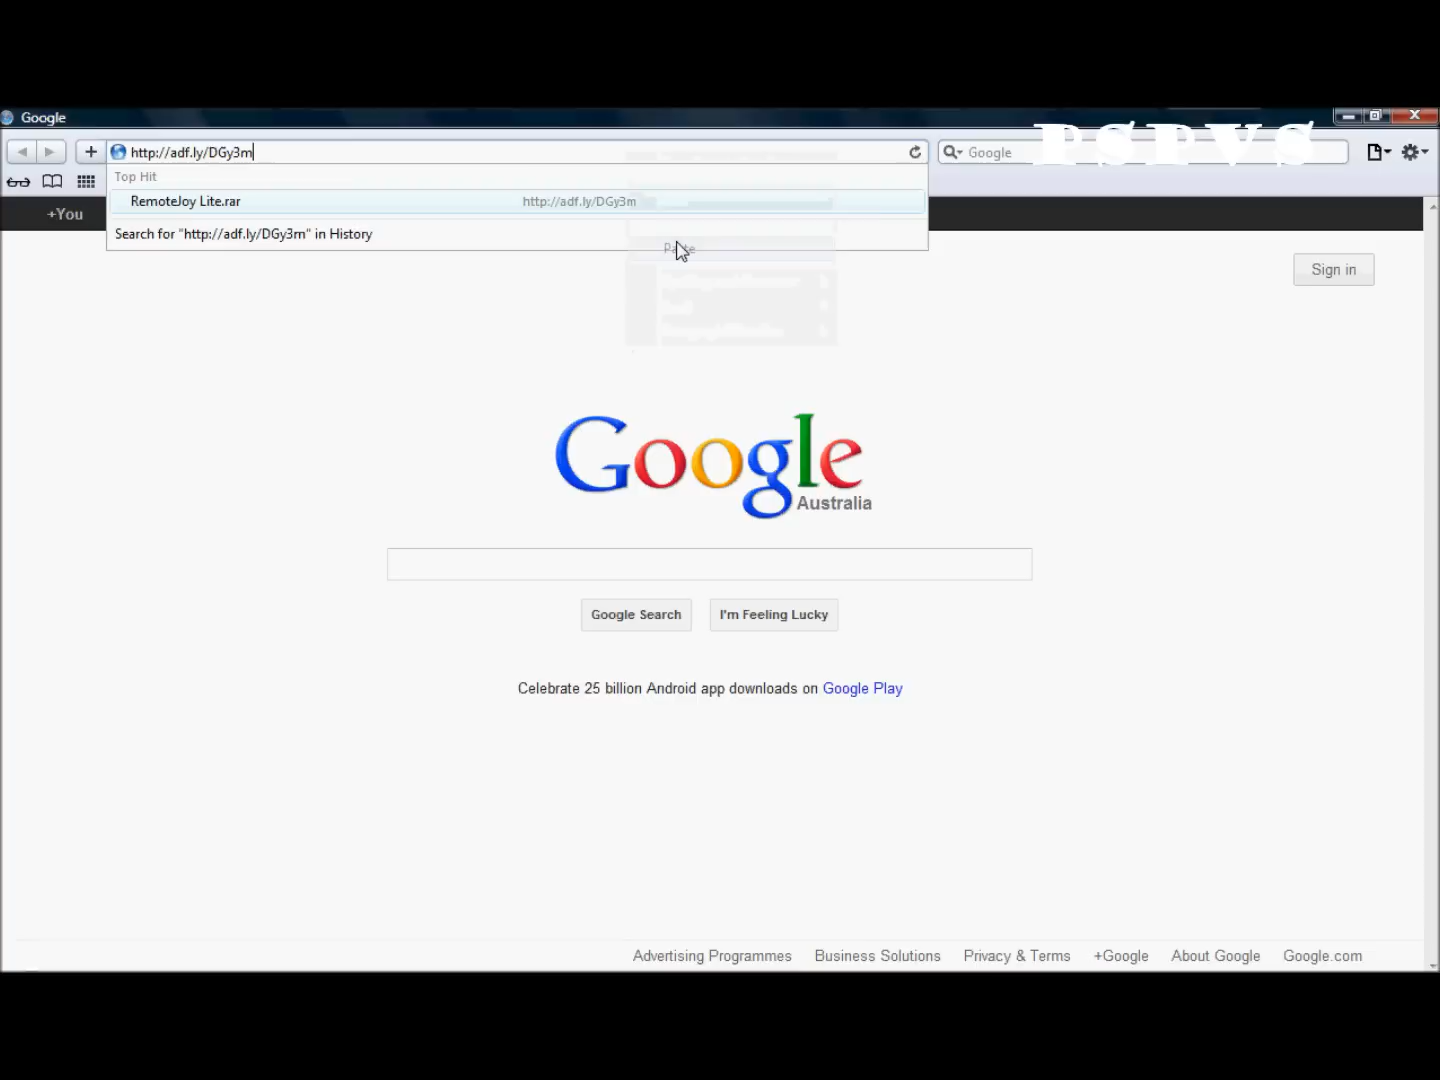 Google
PSPVS
http://adf.ly/DGy3m
Google
Top Hit
RemoteJoy Lite.rar http://adf.ly/DGy3m
+You
Search for "http://adf.ly/DGy3m" in History
Paste
Sign in
Google
Australia
Google Search I'm Feeling Lucky
Celebrate 25 billion Android app downloads on Google Play
Advertising Programmes Business Solutions Privacy & Terms +Google About Google Google.com